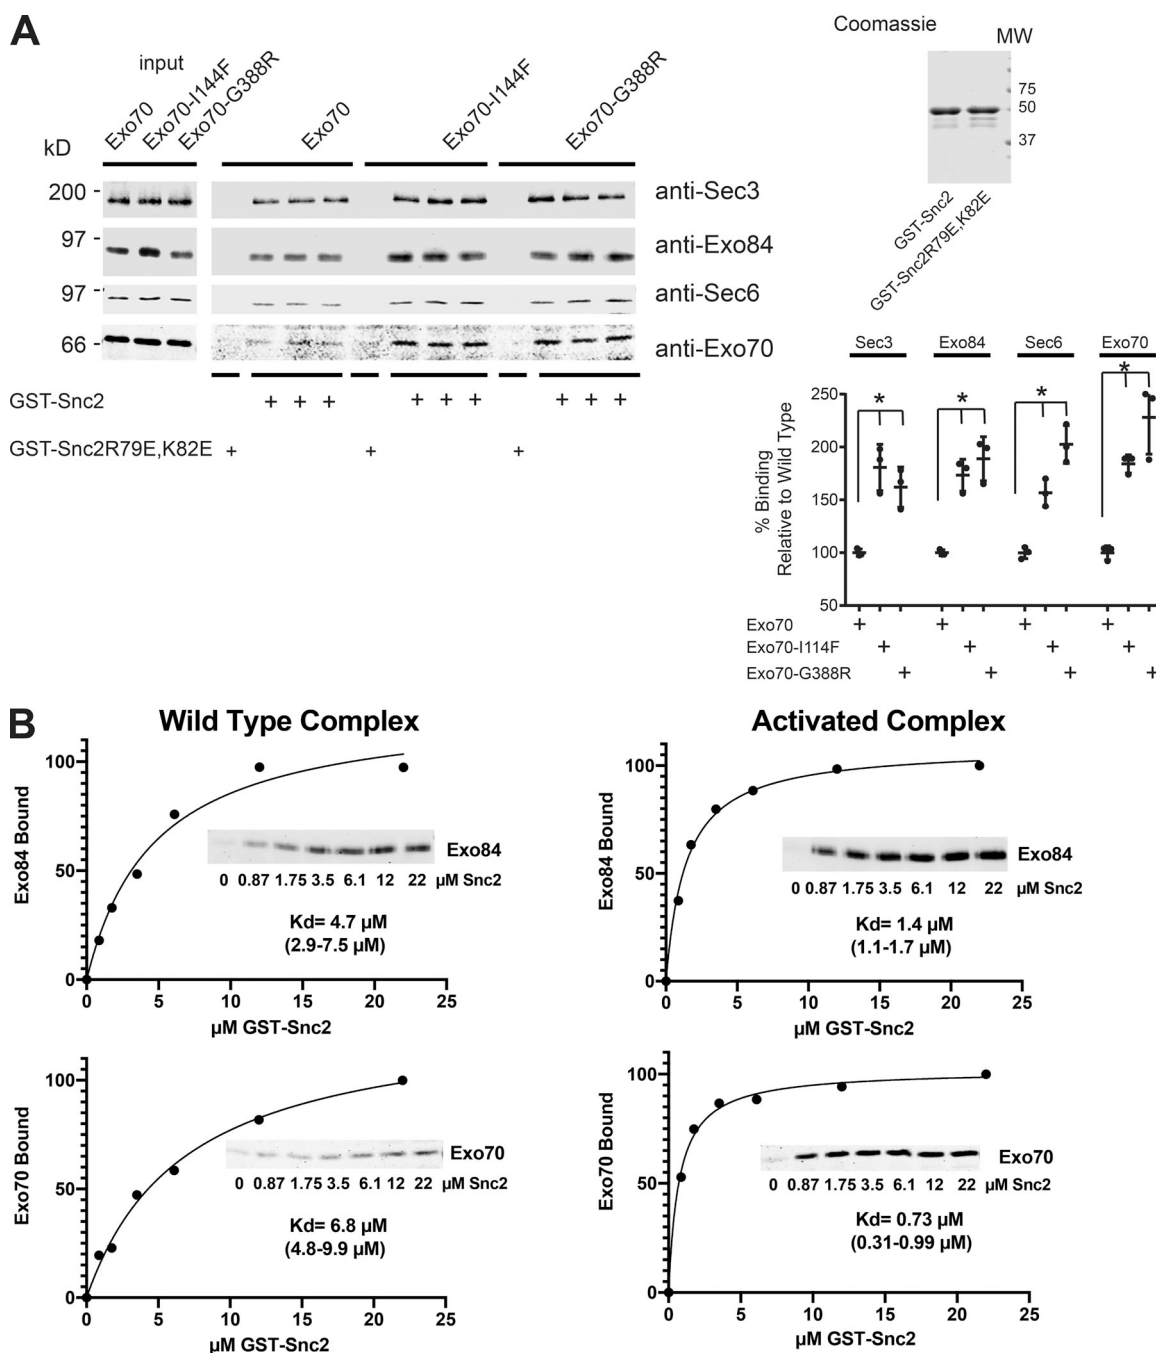 A
input
Exo70
Exo70-I144F
Exo70-G388R
Exo70
Exo70-I144F
Exo70-G388R
kD
200
anti-Sec3
97
anti-Exo84
97
anti-Sec6
66
anti-Exo70
GST-Snc2 + + + + + + + + +
GST-Snc2R79E,K82E + + +
Coomassie
MW
75
50
37
GST-Snc2
GST-Snc2R79E,K82E
Sec3 Exo84 Sec6 Exo70
* * * *
250
200
150
100
50
% Binding
Relative to Wild Type
Exo70 + + + +
Exo70-I114F + + + +
Exo70-G388R + + + +
B
Wild Type Complex
Exo84 Bound
100
50
0
Exo84
0 0.87 1.75 3.5 6.1 12 22 µM Snc2
Kd= 4.7 µM
(2.9-7.5 µM)
0 5 10 15 20 25
µM GST-Snc2
Activated Complex
Exo84 Bound
100
50
0
Exo84
0 0.87 1.75 3.5 6.1 12 22 µM Snc2
Kd= 1.4 µM
(1.1-1.7 µM)
0 5 10 15 20 25
µM GST-Snc2
Exo70 Bound
100
50
0
Exo70
0 0.87 1.75 3.5 6.1 12 22 µM Snc2
Kd= 6.8 µM
(4.8-9.9 µM)
0 5 10 15 20 25
µM GST-Snc2
Exo70 Bound
100
50
0
Exo70
0 0.87 1.75 3.5 6.1 12 22 µM Snc2
Kd= 0.73 µM
(0.31-0.99 µM)
0 5 10 15 20 25
µM GST-Snc2